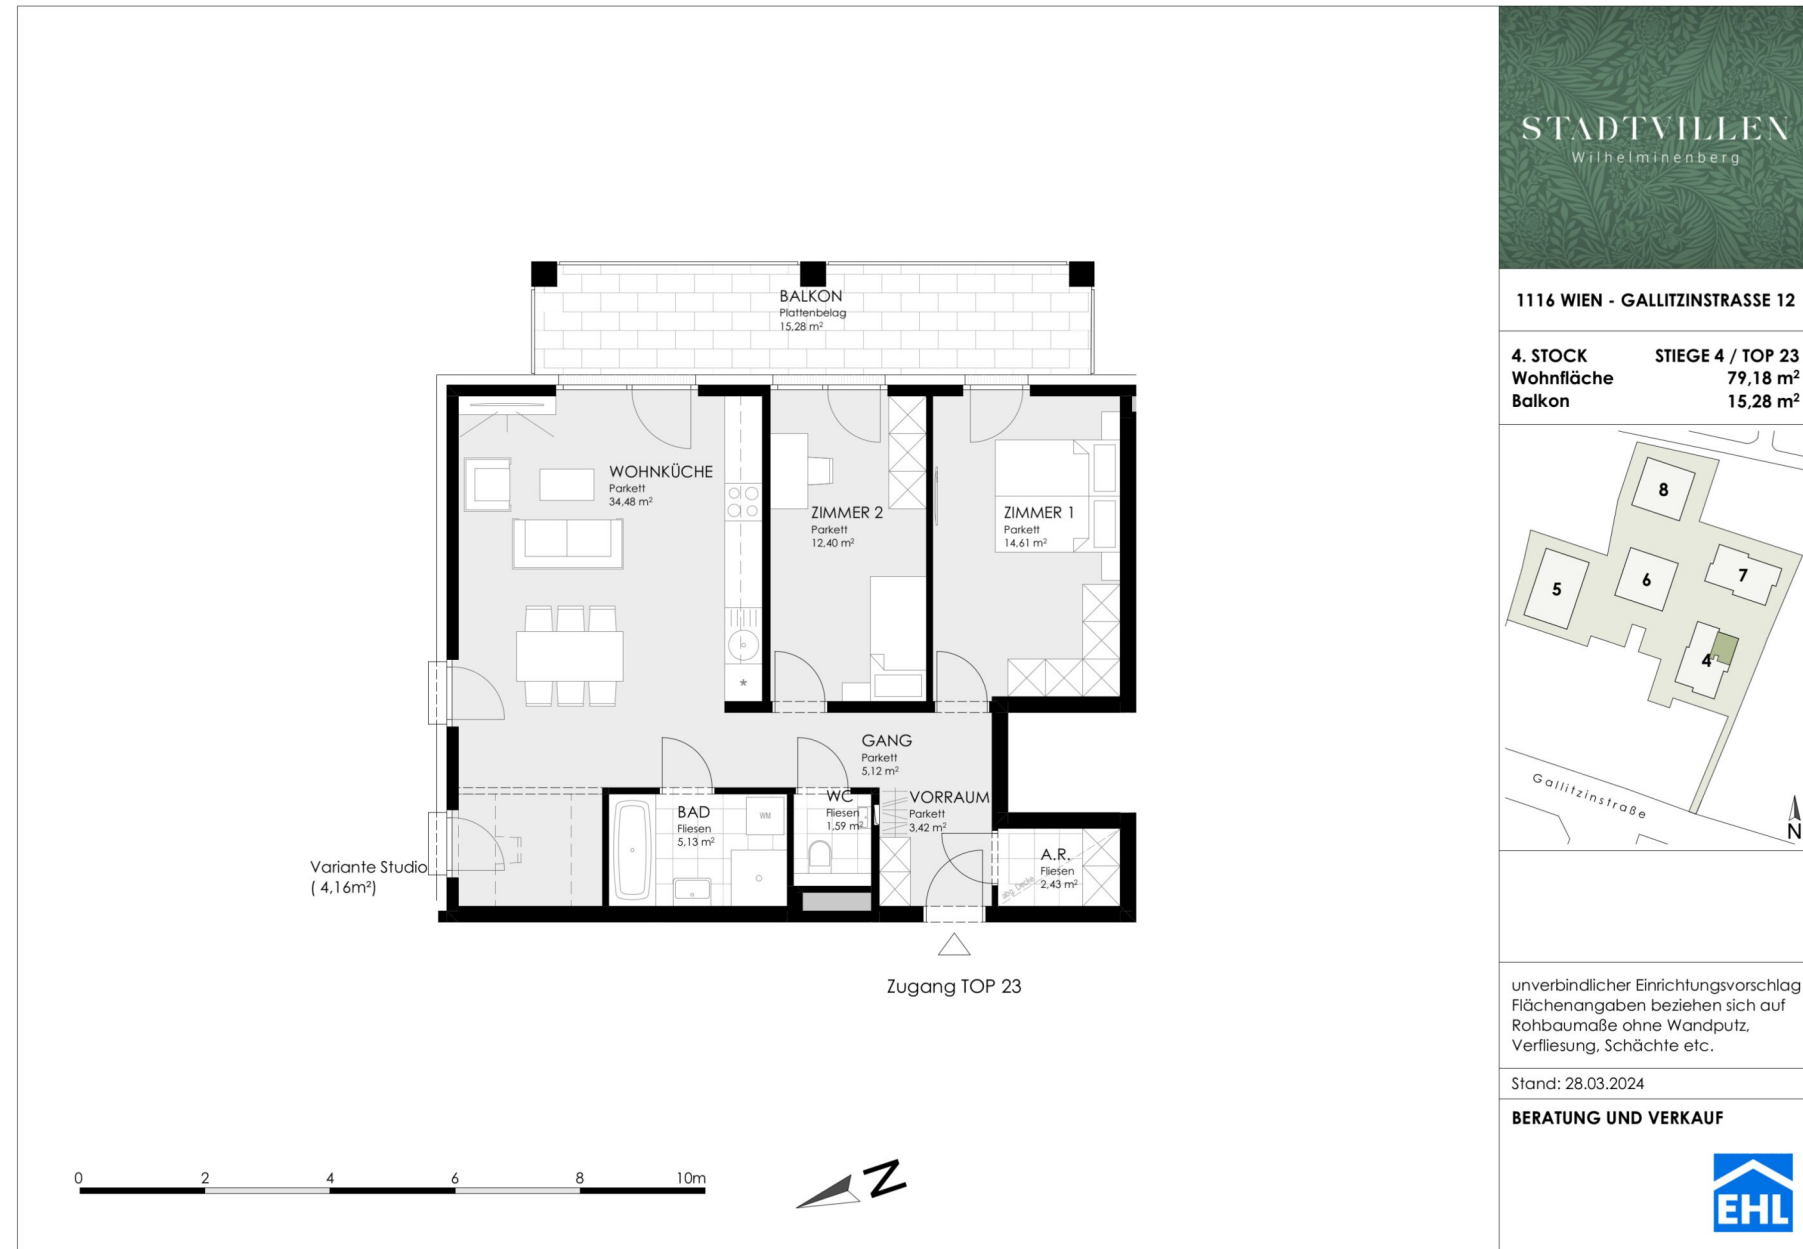 STADTVILLEN
Wilhelminenberg
1116 WIEN - GALLITZINSTRASSE 12
4. STOCK STIEGE 4 / TOP 23
Wohnfläche 79,18 m²
Balkon 15,28 m²
8
5
6
7
4
Gallitzinstraße
N
unverbindlicher Einrichtungsvorschlag
Flächenangaben beziehen sich auf
Rohbaumaße ohne Wandputz,
Verfliesung, Schächte etc.
Stand: 28.03.2024
BERATUNG UND VERKAUF
EHL
BALKON
Plattenbelag
15,28 m²
WOHNKÜCHE
Parkett
34,48 m²
ZIMMER 2
Parkett
12,40 m²
ZIMMER 1
Parkett
14,61 m²
*
GANG
Parkett
5,12 m²
BAD
Fliesen
5,13 m²
WM
WC
Fliesen
1,59 m²
VORRAUM
Parkett
3,42 m²
A.R.
Fliesen
2,43 m²
abg. Decke
Variante Studio
( 4,16m²)
Zugang TOP 23
0 2 4 6 8 10m
N